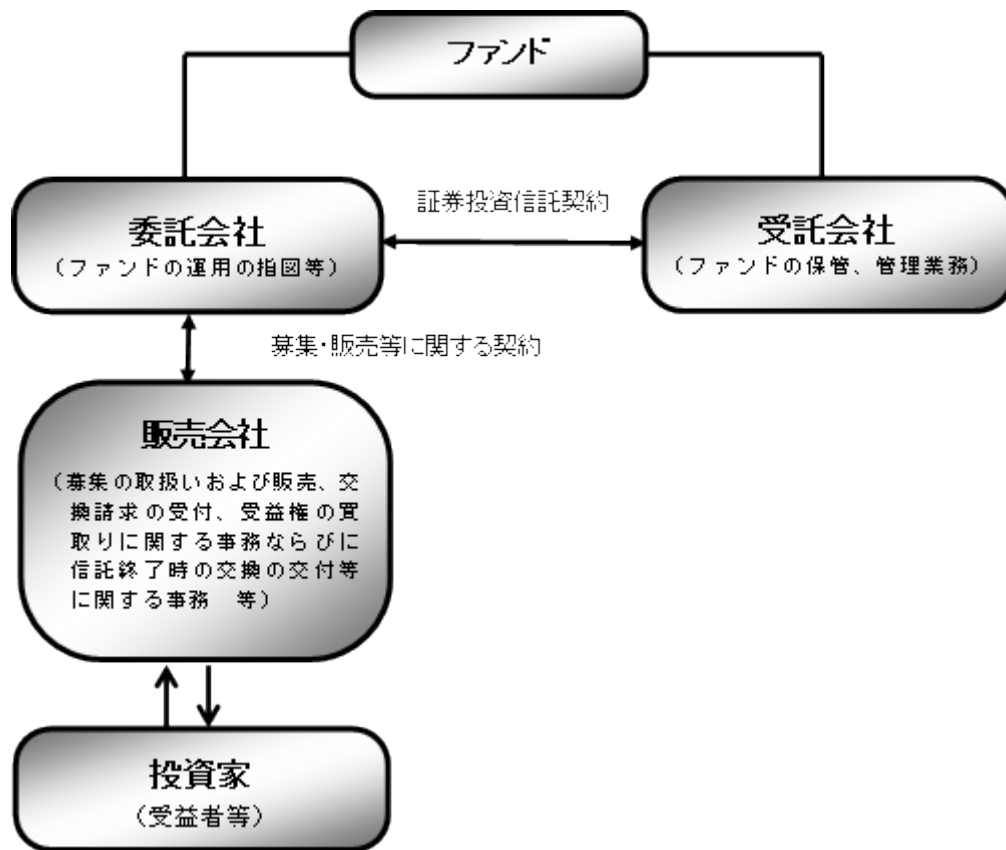 ファンド
証券投資信託契約
委託会社
(ファンドの運用の指図等)
受託会社
(ファンドの保管、管理業務)
募集・販売等に関する契約
販売会社
(募集の取扱いおよび販売、交
換請求の受付、受益権の買
取りに関する事務ならびに
信託終了時の交換の交付等
に関する事務　等)
投資家
(受益者等)